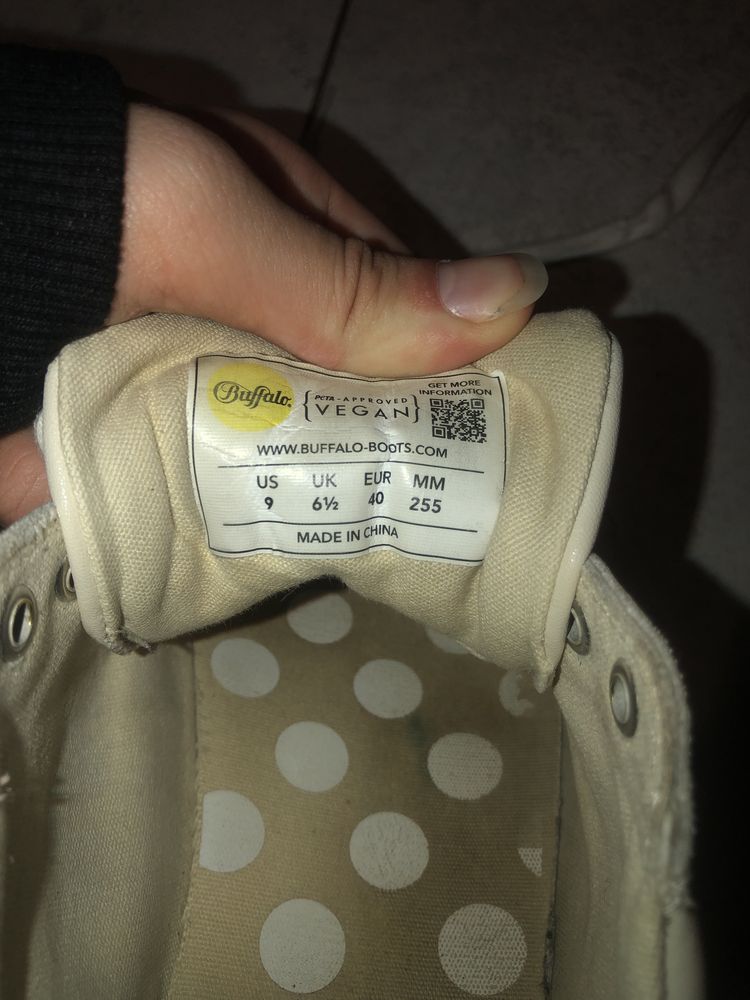 Buffalo.
PETA-APPROVED
VEGAN
GET MORE
INFORMATION
WWW.BUFFALO-BOOTS.COM
US UK EUR MM
9 6½ 40 255
MADE IN CHINA